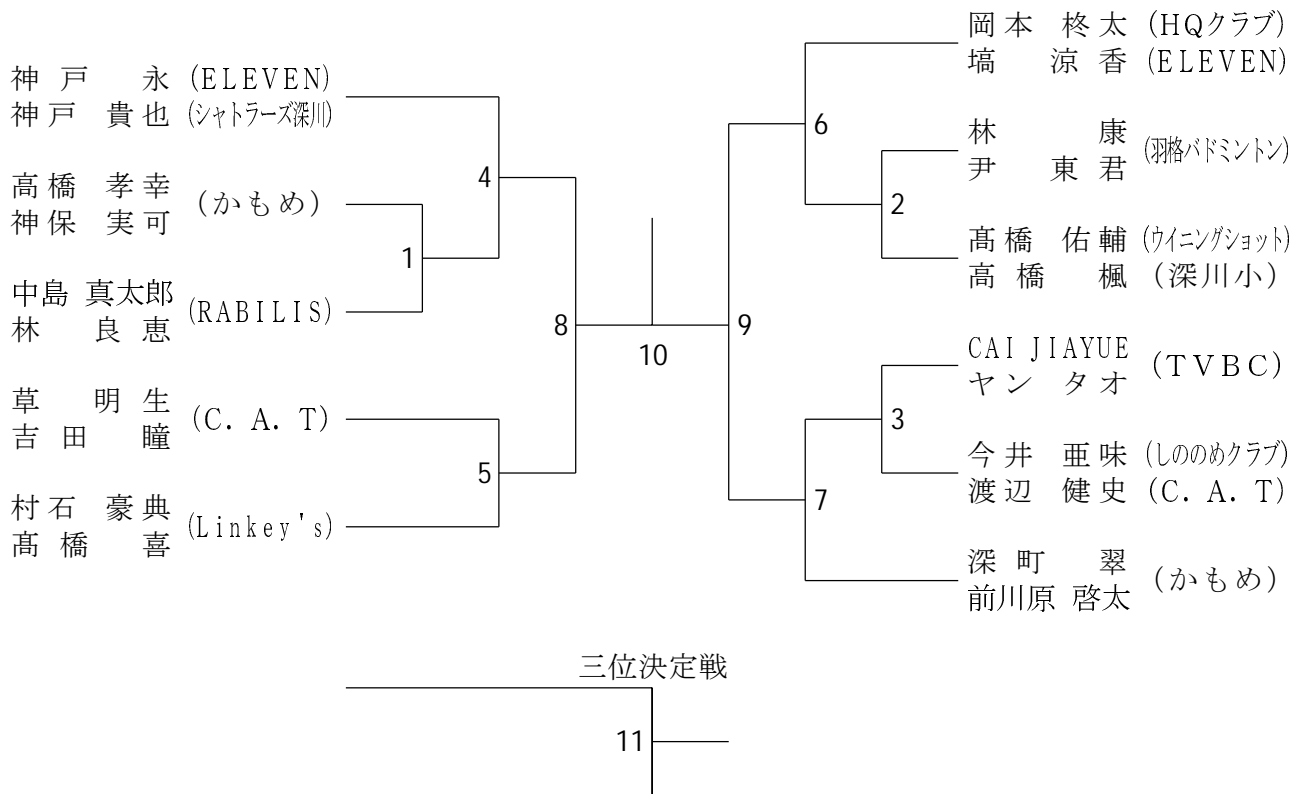 神戸 永 (ELEVEN)
神戸 貴也 (シャトラーズ深川)
高橋 孝幸 (かもめ)
神保 実可
中島 真太郎 (RABILIS)
林 良恵
草 明生 (C. A. T)
吉田 瞳
村石 豪典 (Linkey's)
髙橋 喜
4
1
8
5
10
岡本 柊太 (HQクラブ)
塙 涼香 (ELEVEN)
林 康 (羽格バドミントン)
尹 東君
髙橋 佑輔 (ウイニングショット)
高橋 楓 (深川小)
CAI JIAYUE (TVBC)
ヤン タオ
今井 亜味 (しののめクラブ)
渡辺 健史 (C. A. T)
深町 翠 (かもめ)
前川原 啓太
6
2
9
3
7
三位決定戦
11